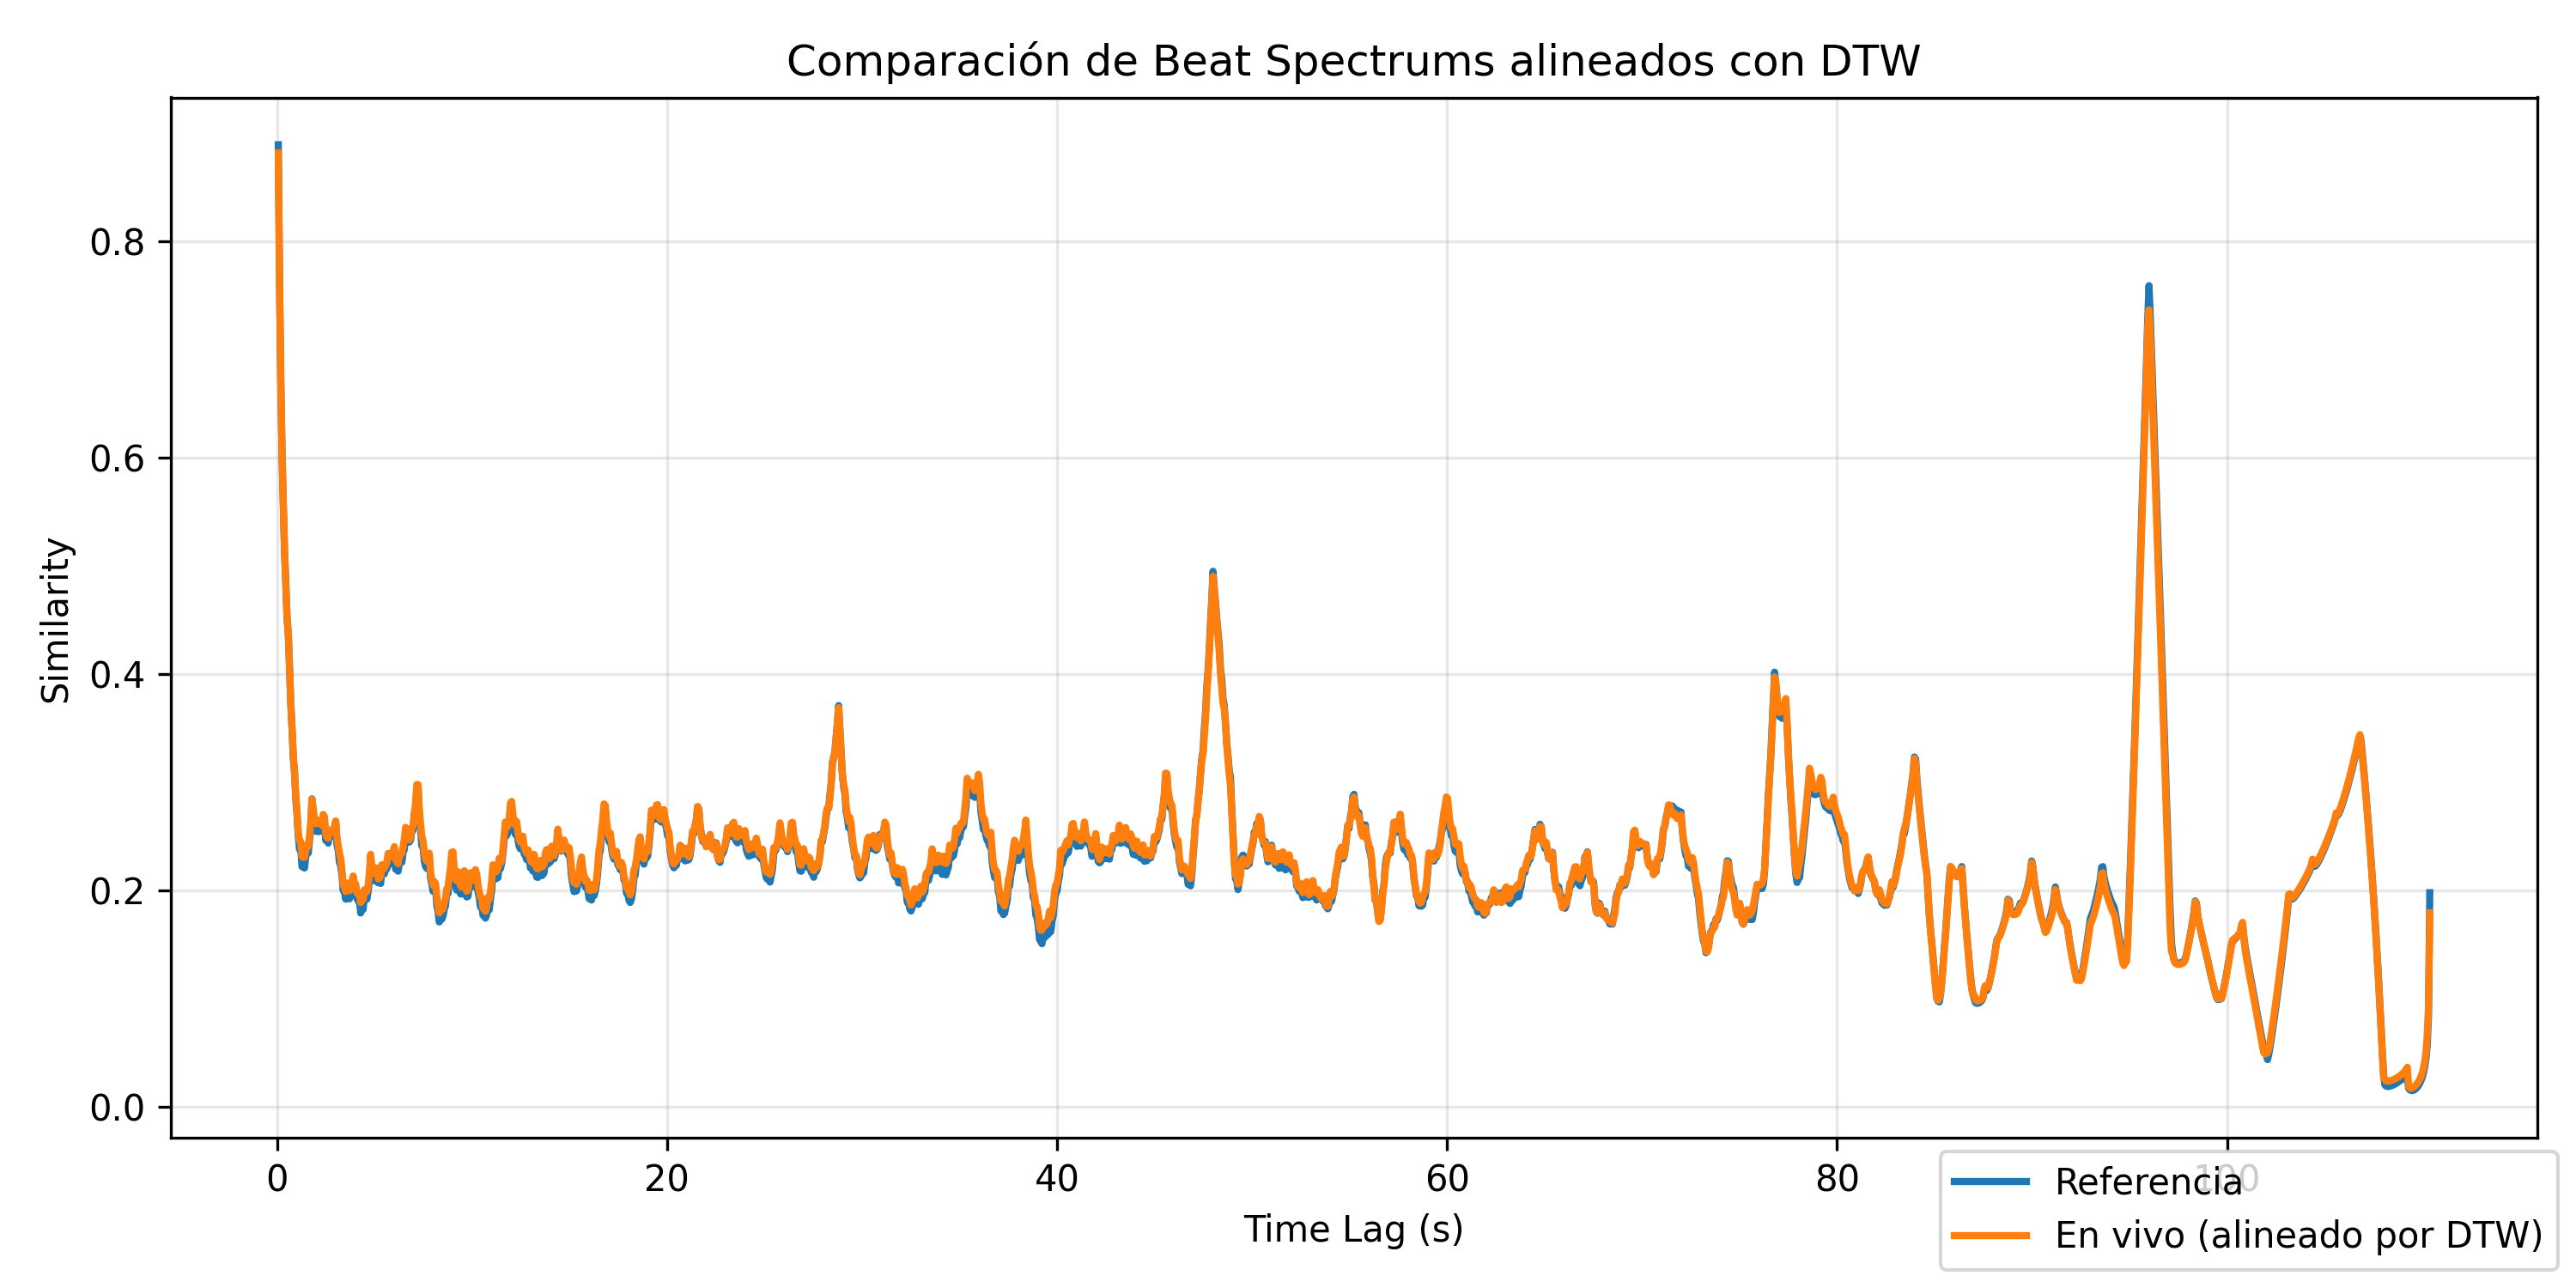 Comparación de Beat Spectrums alineados con DTW
Similarity
0.8
0.6
0.4
0.2
0.0
0 20 40 60 80 100
Time Lag (s)
Referencia
En vivo (alineado por DTW)